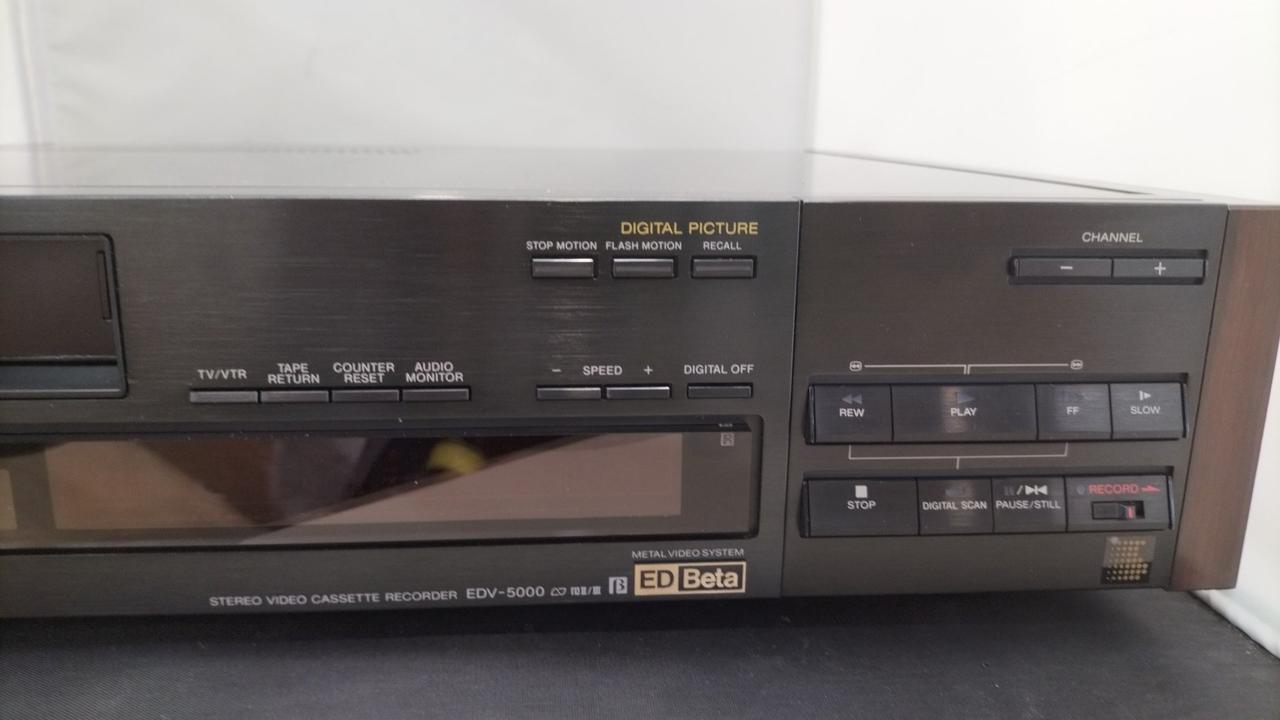 DIGITAL PICTURE
STOP MOTION FLASH MOTION RECALL
CHANNEL
− +
TV/VTR TAPE RETURN COUNTER RESET AUDIO MONITOR
− SPEED + DIGITAL OFF
REW PLAY FF SLOW
STOP DIGITAL SCAN PAUSE/STILL RECORD
R
METAL VIDEO SYSTEM
ED Beta
STEREO VIDEO CASSETTE RECORDER EDV-5000